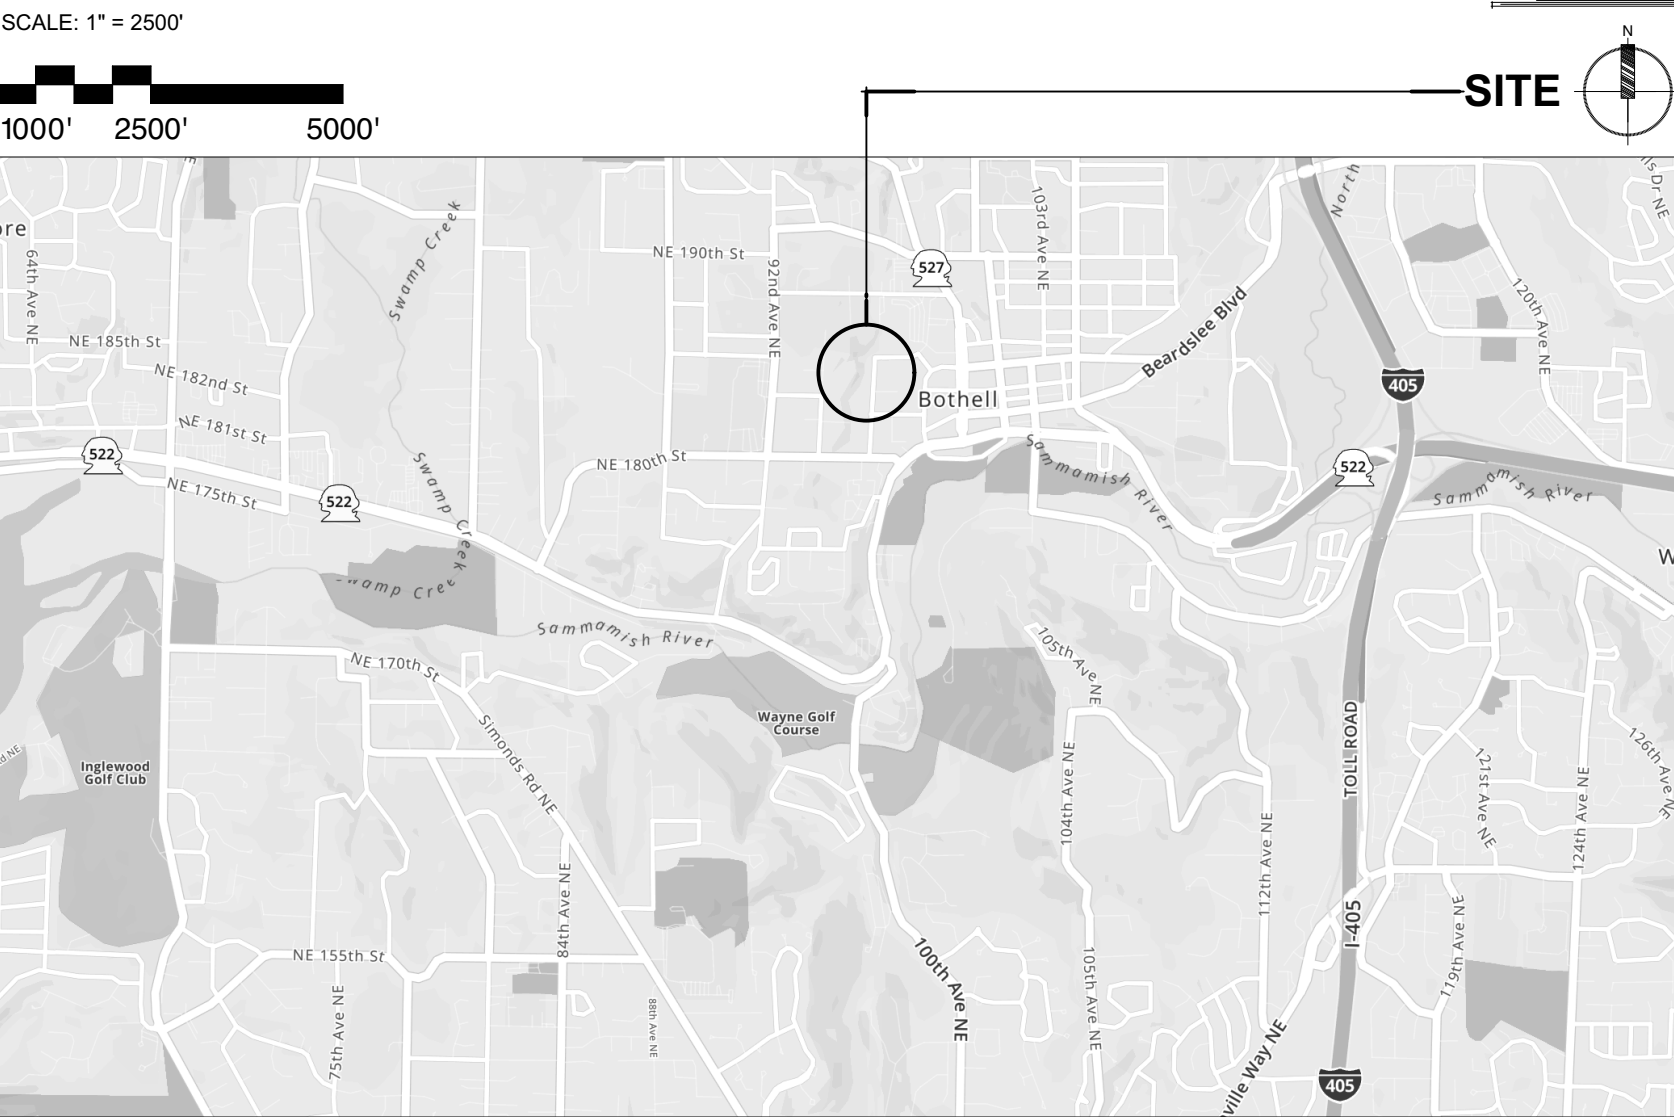 SCALE: 1" = 2500'
1000' 2500' 5000'
SITE
N
North
103rd Ave NE
Swamp Creek
ore
64th Ave NE
NE 190th St
92nd Ave NE
527
120th Ave NE
Beardslee Blvd
NE 185th St
NE 182nd St
405
Bothell
NE 181st St
522
NE 180th St
Sammamish River
522
Sammamish River
NE 175th St
522
Swamp Creek
W
Swamp Creek
Sammamish River
105th Ave NE
NE 170th St
Wayne Golf
Course
Simonds Rd NE
Inglewood
Golf Club
104th Ave NE
TOLL ROAD
121st Ave NE
126th Ave NE
124th Ave NE
112th Ave NE
84th Ave NE
I-405
119th Ave NE
NE 155th St
100th Ave NE
105th Ave NE
75th Ave NE
88th Ave NE
ville Way NE
405